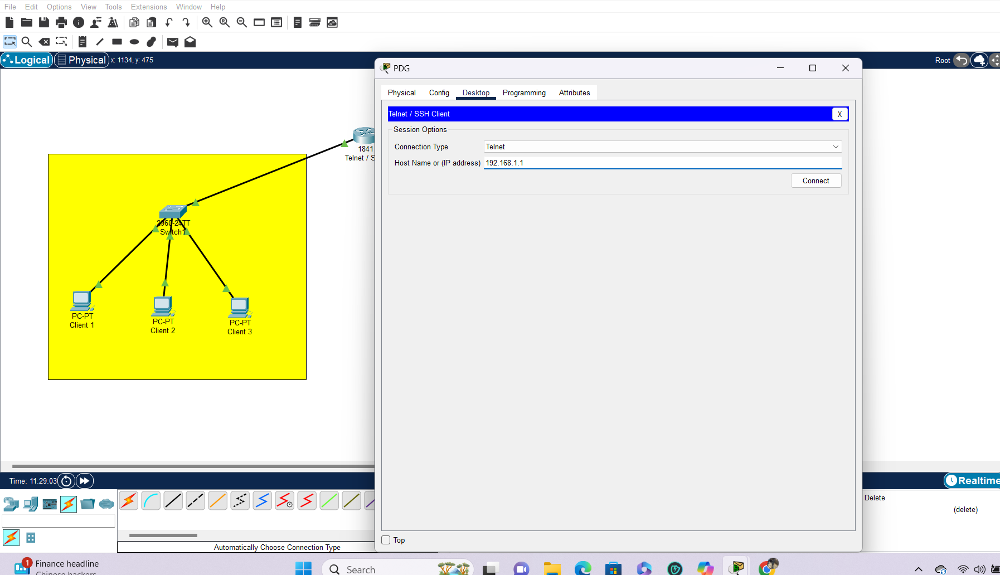 File Edit Options View Tools Extensions Window Help
Logical Physical x: 1134, y: 475
Root
PDG
Physical Config Desktop Programming Attributes
Telnet / SSH Client X
Session Options
Connection Type Telnet
Host Name or (IP address) 192.168.1.1
Connect
1841
Telnet / S
2960-24TT
Switch1
PC-PT
Client 1
PC-PT
Client 2
PC-PT
Client 3
Time: 11:29:03
Realtime
Delete
(delete)
Top
Automatically Choose Connection Type
1
Finance headline
Chinese hackers
Search